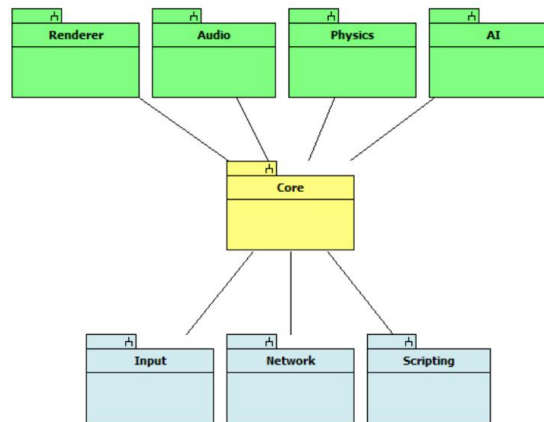 Renderer
Audio
Physics
AI
Core
Input
Network
Scripting